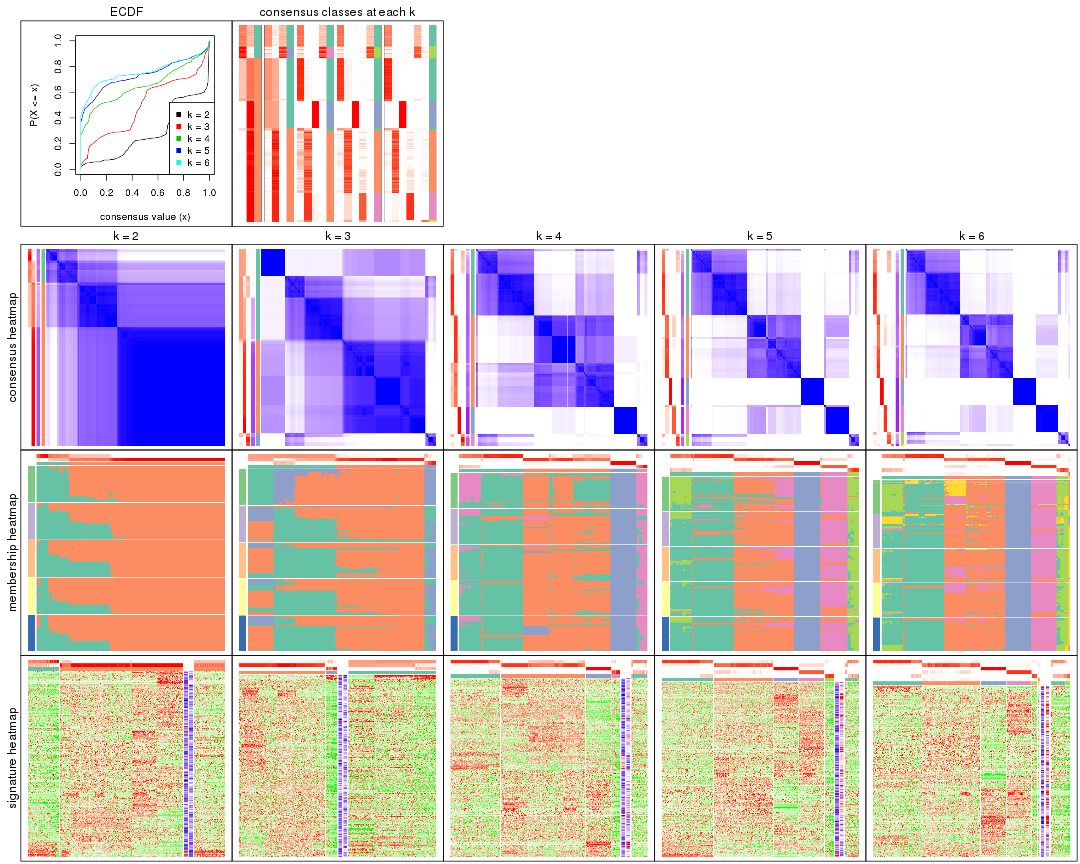 ECDF
consensus classes at each k
P(X <= x)
0.0 0.2 0.4 0.6 0.8 1.0
k = 2
k = 3
k = 4
k = 5
k = 6
0.0 0.2 0.4 0.6 0.8 1.0
consensus value (x)
k = 2 k = 3 k = 4 k = 5 k = 6
consensus heatmap
membership heatmap
signature heatmap